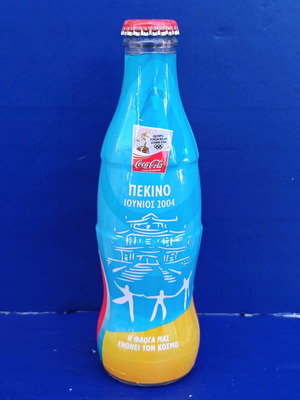 Coca-Cola
ΠΕΚΙΝΟ
ΙΟΥΝΙΟΣ 2004
Η ΦΛΟΓΑ ΜΑΣ
ΕΝΩΝΕΙ ΤΟΝ ΚΟΣΜΟ